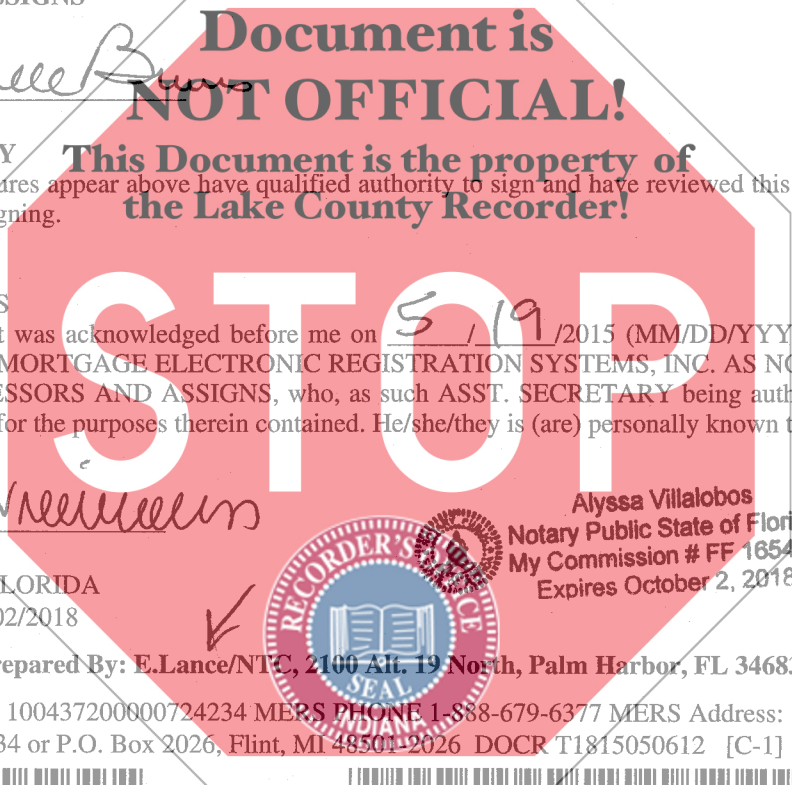 SSIGNS
Document is
NOT OFFICIAL!
This Document is the property of
the Lake County Recorder!
Y
ures appear above have qualified authority to sign and have reviewed this
gning.
STOP
S
t was acknowledged before me on 5 / 19 /2015 (MM/DD/YYY
MORTGAGE ELECTRONIC REGISTRATION SYSTEMS, INC. AS NO
ESSORS AND ASSIGNS, who, as such ASST. SECRETARY being auth
for the purposes therein contained. He/she/they is (are) personally known t
Alyssa Villalobos
Notary Public State of Flori
My Commission # FF 1654
Expires October 2, 2018
LORIDA
02/2018
RECORDER'S OFFICE
SEAL
INDIANA
repared By: E.Lance/NTC, 2100 Alt. 19 North, Palm Harbor, FL 34683
100437200000724234 MERS PHONE 1-888-679-6377 MERS Address:
34 or P.O. Box 2026, Flint, MI 48501-2026 DOCR T1815050612 [C-1]